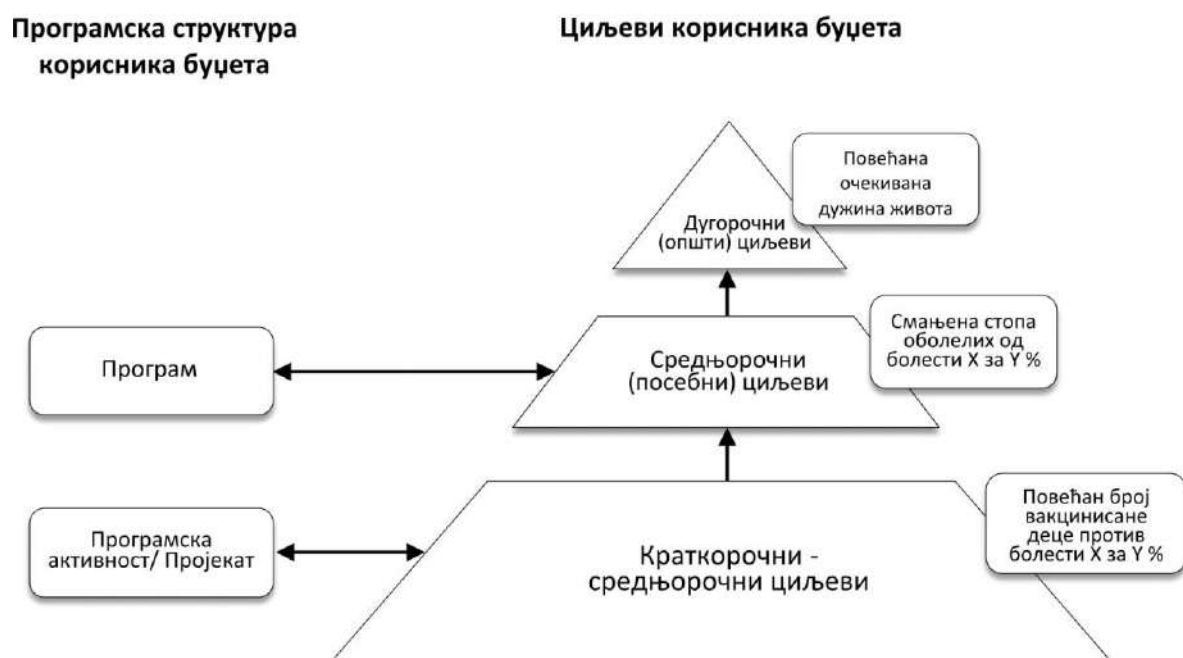 Програмска структура
корисника буџета
Циљеви корисника буџета
Повећана
очекивана
дужина живота
Дугорочни
(општи) циљеви
Смањена стопа
оболелих од
болести X за Y %
Програм
Средњорочни
(посебни) циљеви
Повећан број
вакцинисане
деце против
болести X за Y %
Програмска
активност/ Пројекат
Краткорочни -
средњорочни циљеви